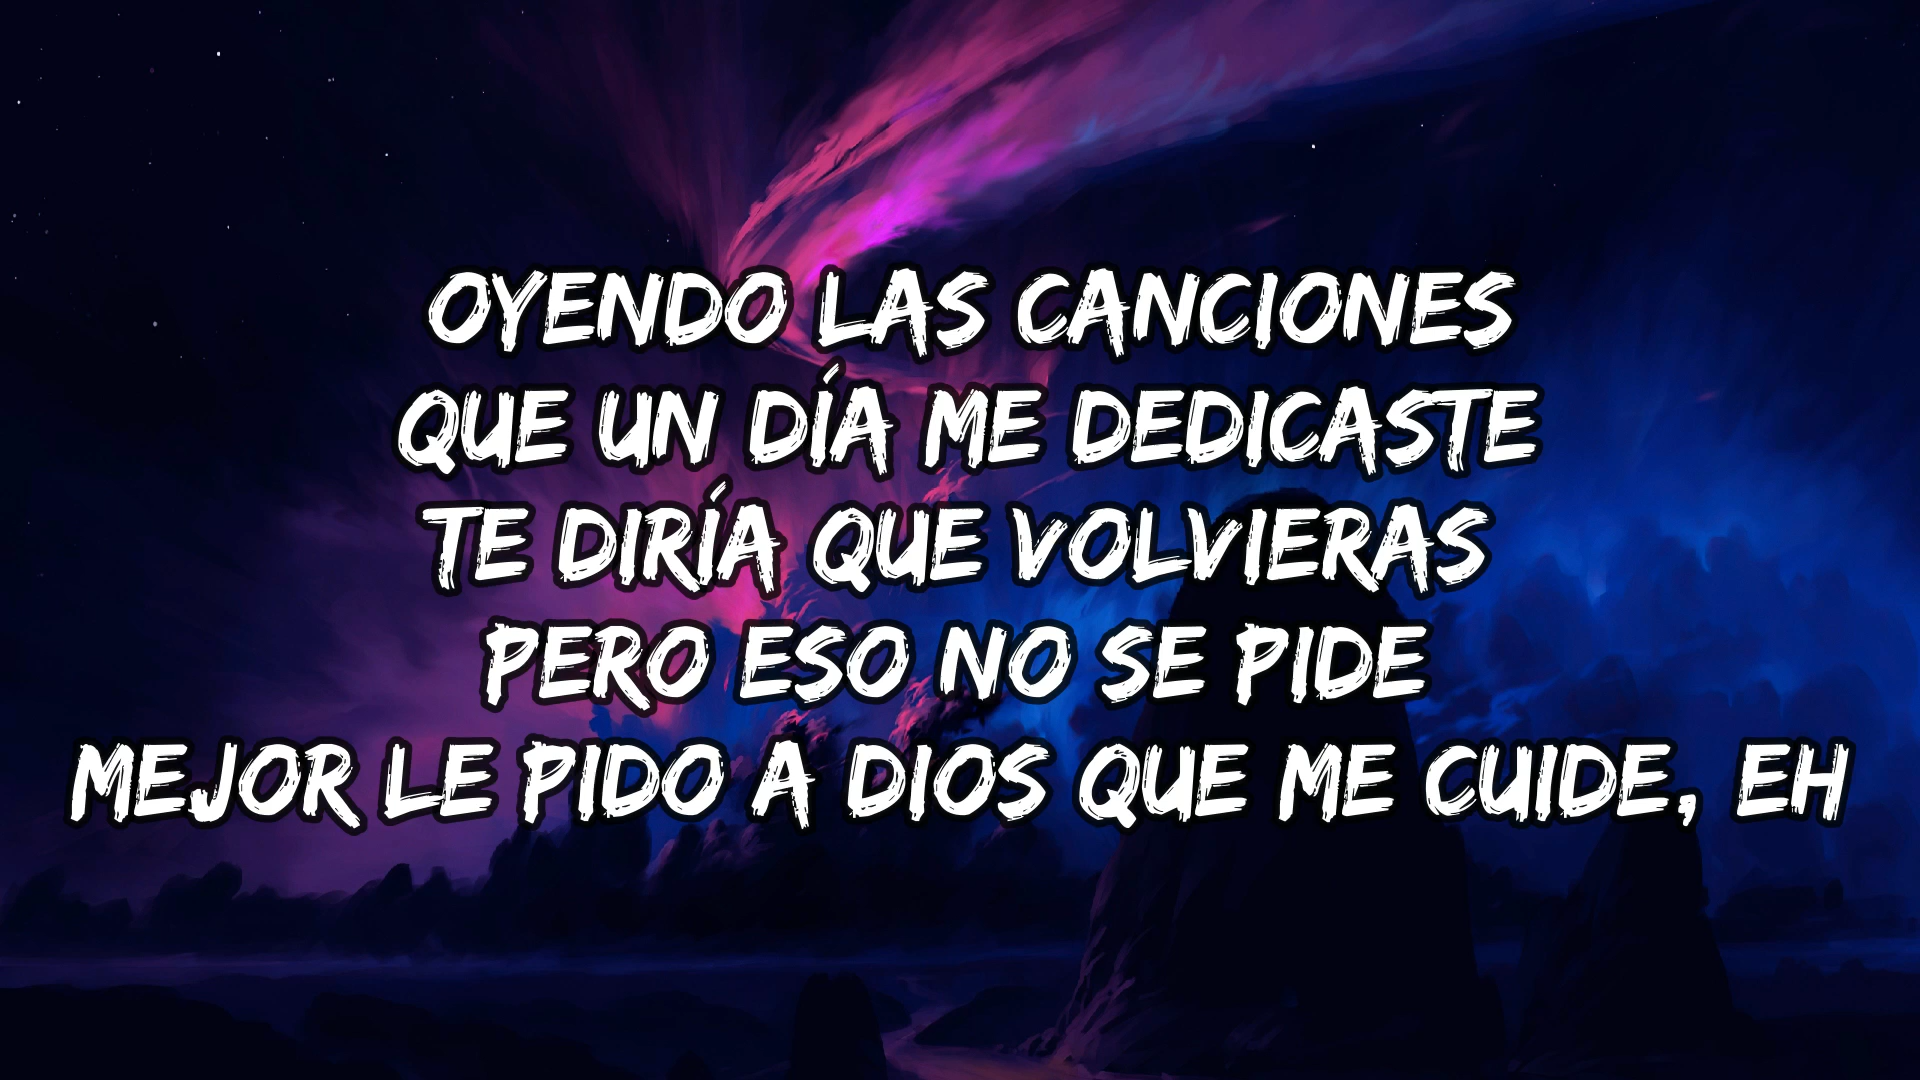 OYENDO LAS CANCIONES
QUE UN DÍA ME DEDICASTE
TE DIRÍA QUE VOLVIERAS
PERO ESO NO SE PIDE
MEJOR LE PIDO A DIOS QUE ME CUIDE, EH